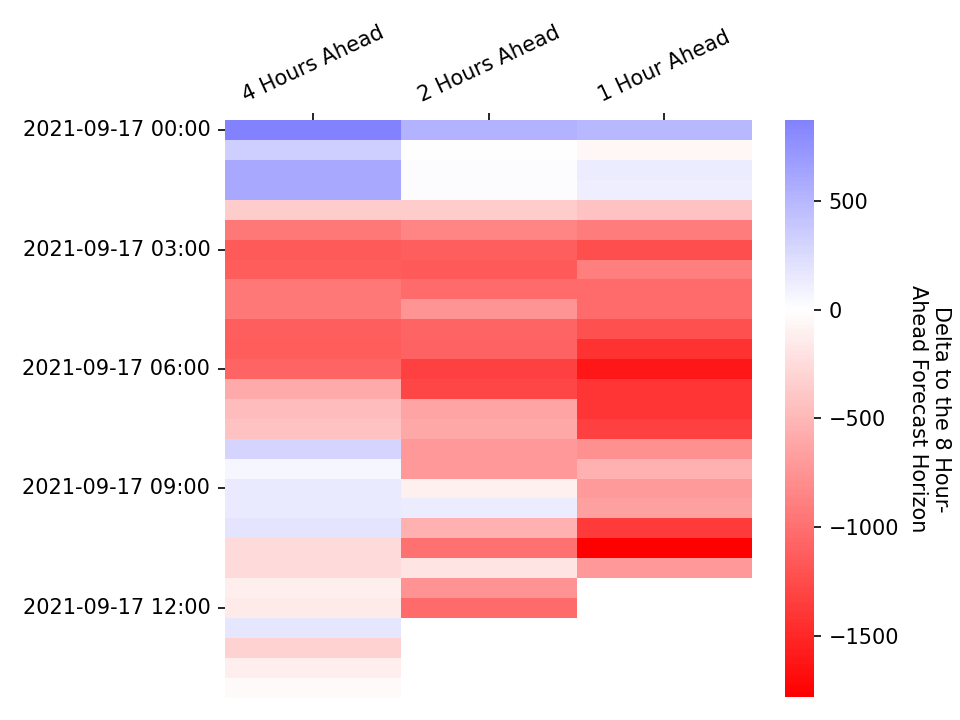 4 Hours Ahead
2 Hours Ahead
1 Hour Ahead
2021-09-17 00:00
2021-09-17 03:00
2021-09-17 06:00
2021-09-17 09:00
2021-09-17 12:00
500
0
−500
−1000
−1500
Delta to the 8 Hour-
Ahead Forecast Horizon